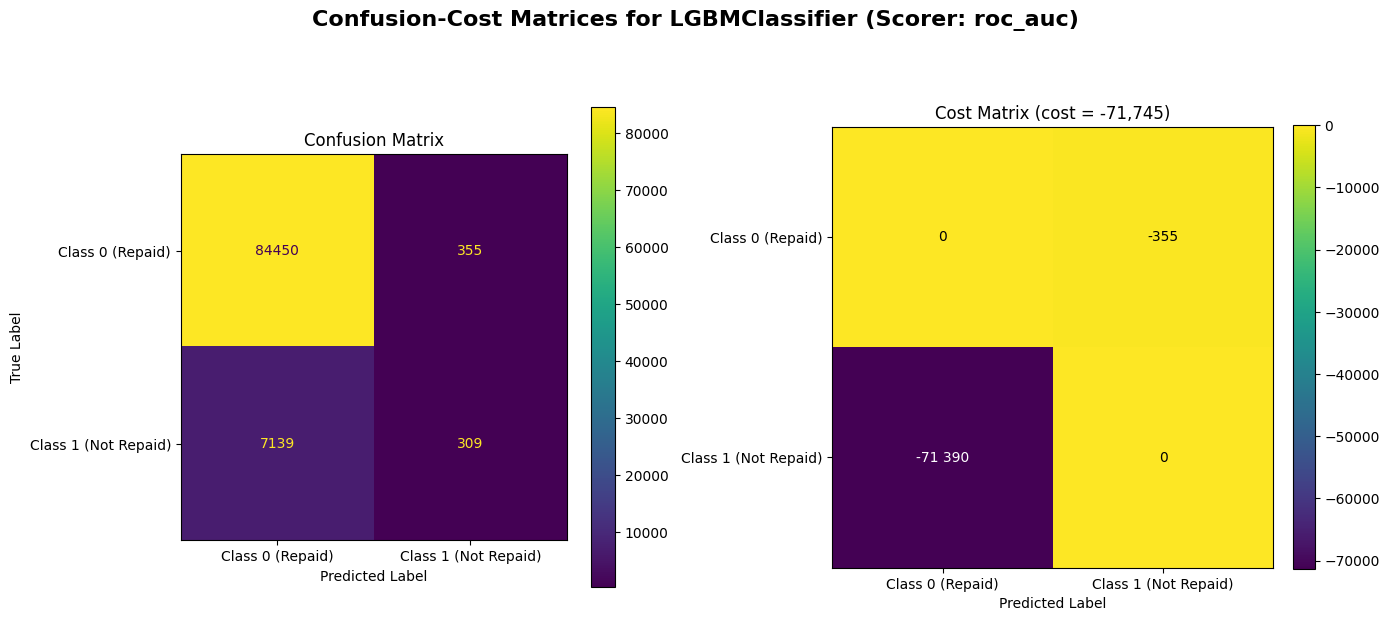 Confusion-Cost Matrices for LGBMClassifier (Scorer: roc_auc)
Confusion Matrix
True Label
Class 0 (Repaid)
84450
355
Class 1 (Not Repaid)
7139
309
Class 0 (Repaid)
Class 1 (Not Repaid)
Predicted Label
80000
70000
60000
50000
40000
30000
20000
10000
Cost Matrix (cost = -71,745)
Class 0 (Repaid)
0
-355
Class 1 (Not Repaid)
-71 390
0
Class 0 (Repaid)
Class 1 (Not Repaid)
Predicted Label
0
−10000
−20000
−30000
−40000
−50000
−60000
−70000